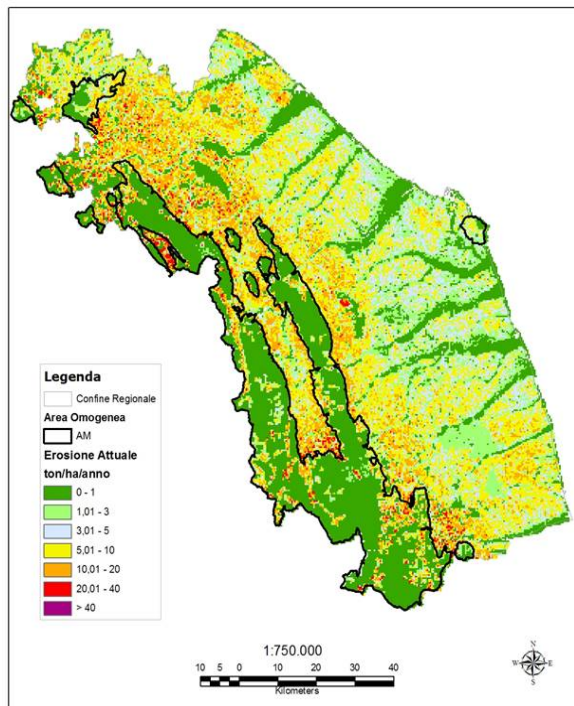 Legenda
Confine Regionale
Area Omogenea
AM
Erosione Attuale
ton/ha/anno
0 - 1
1,01 - 3
3,01 - 5
5,01 - 10
10,01 - 20
20,01 - 40
> 40
1:750.000
10 5 0 10 20 30 40
Kilometers
N
W E
S